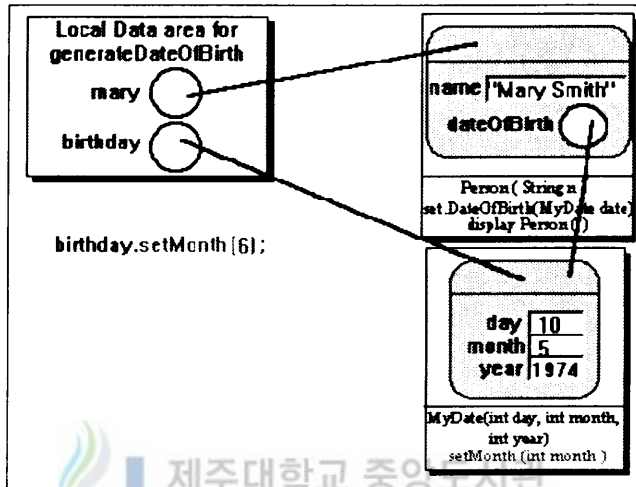 Local Data area for
generateDateOfBirth
mary
birthday
birthday.setMonth(6);
name "Mary Smith"
dateOfBirth
Person ( String n
set.DateOfBirth(MyDate date)
display Person()
day 10
month 5
year 1974
MyDate(int day, int month,
int year)
setMonth (int month )
제주대학교 중앙도서관